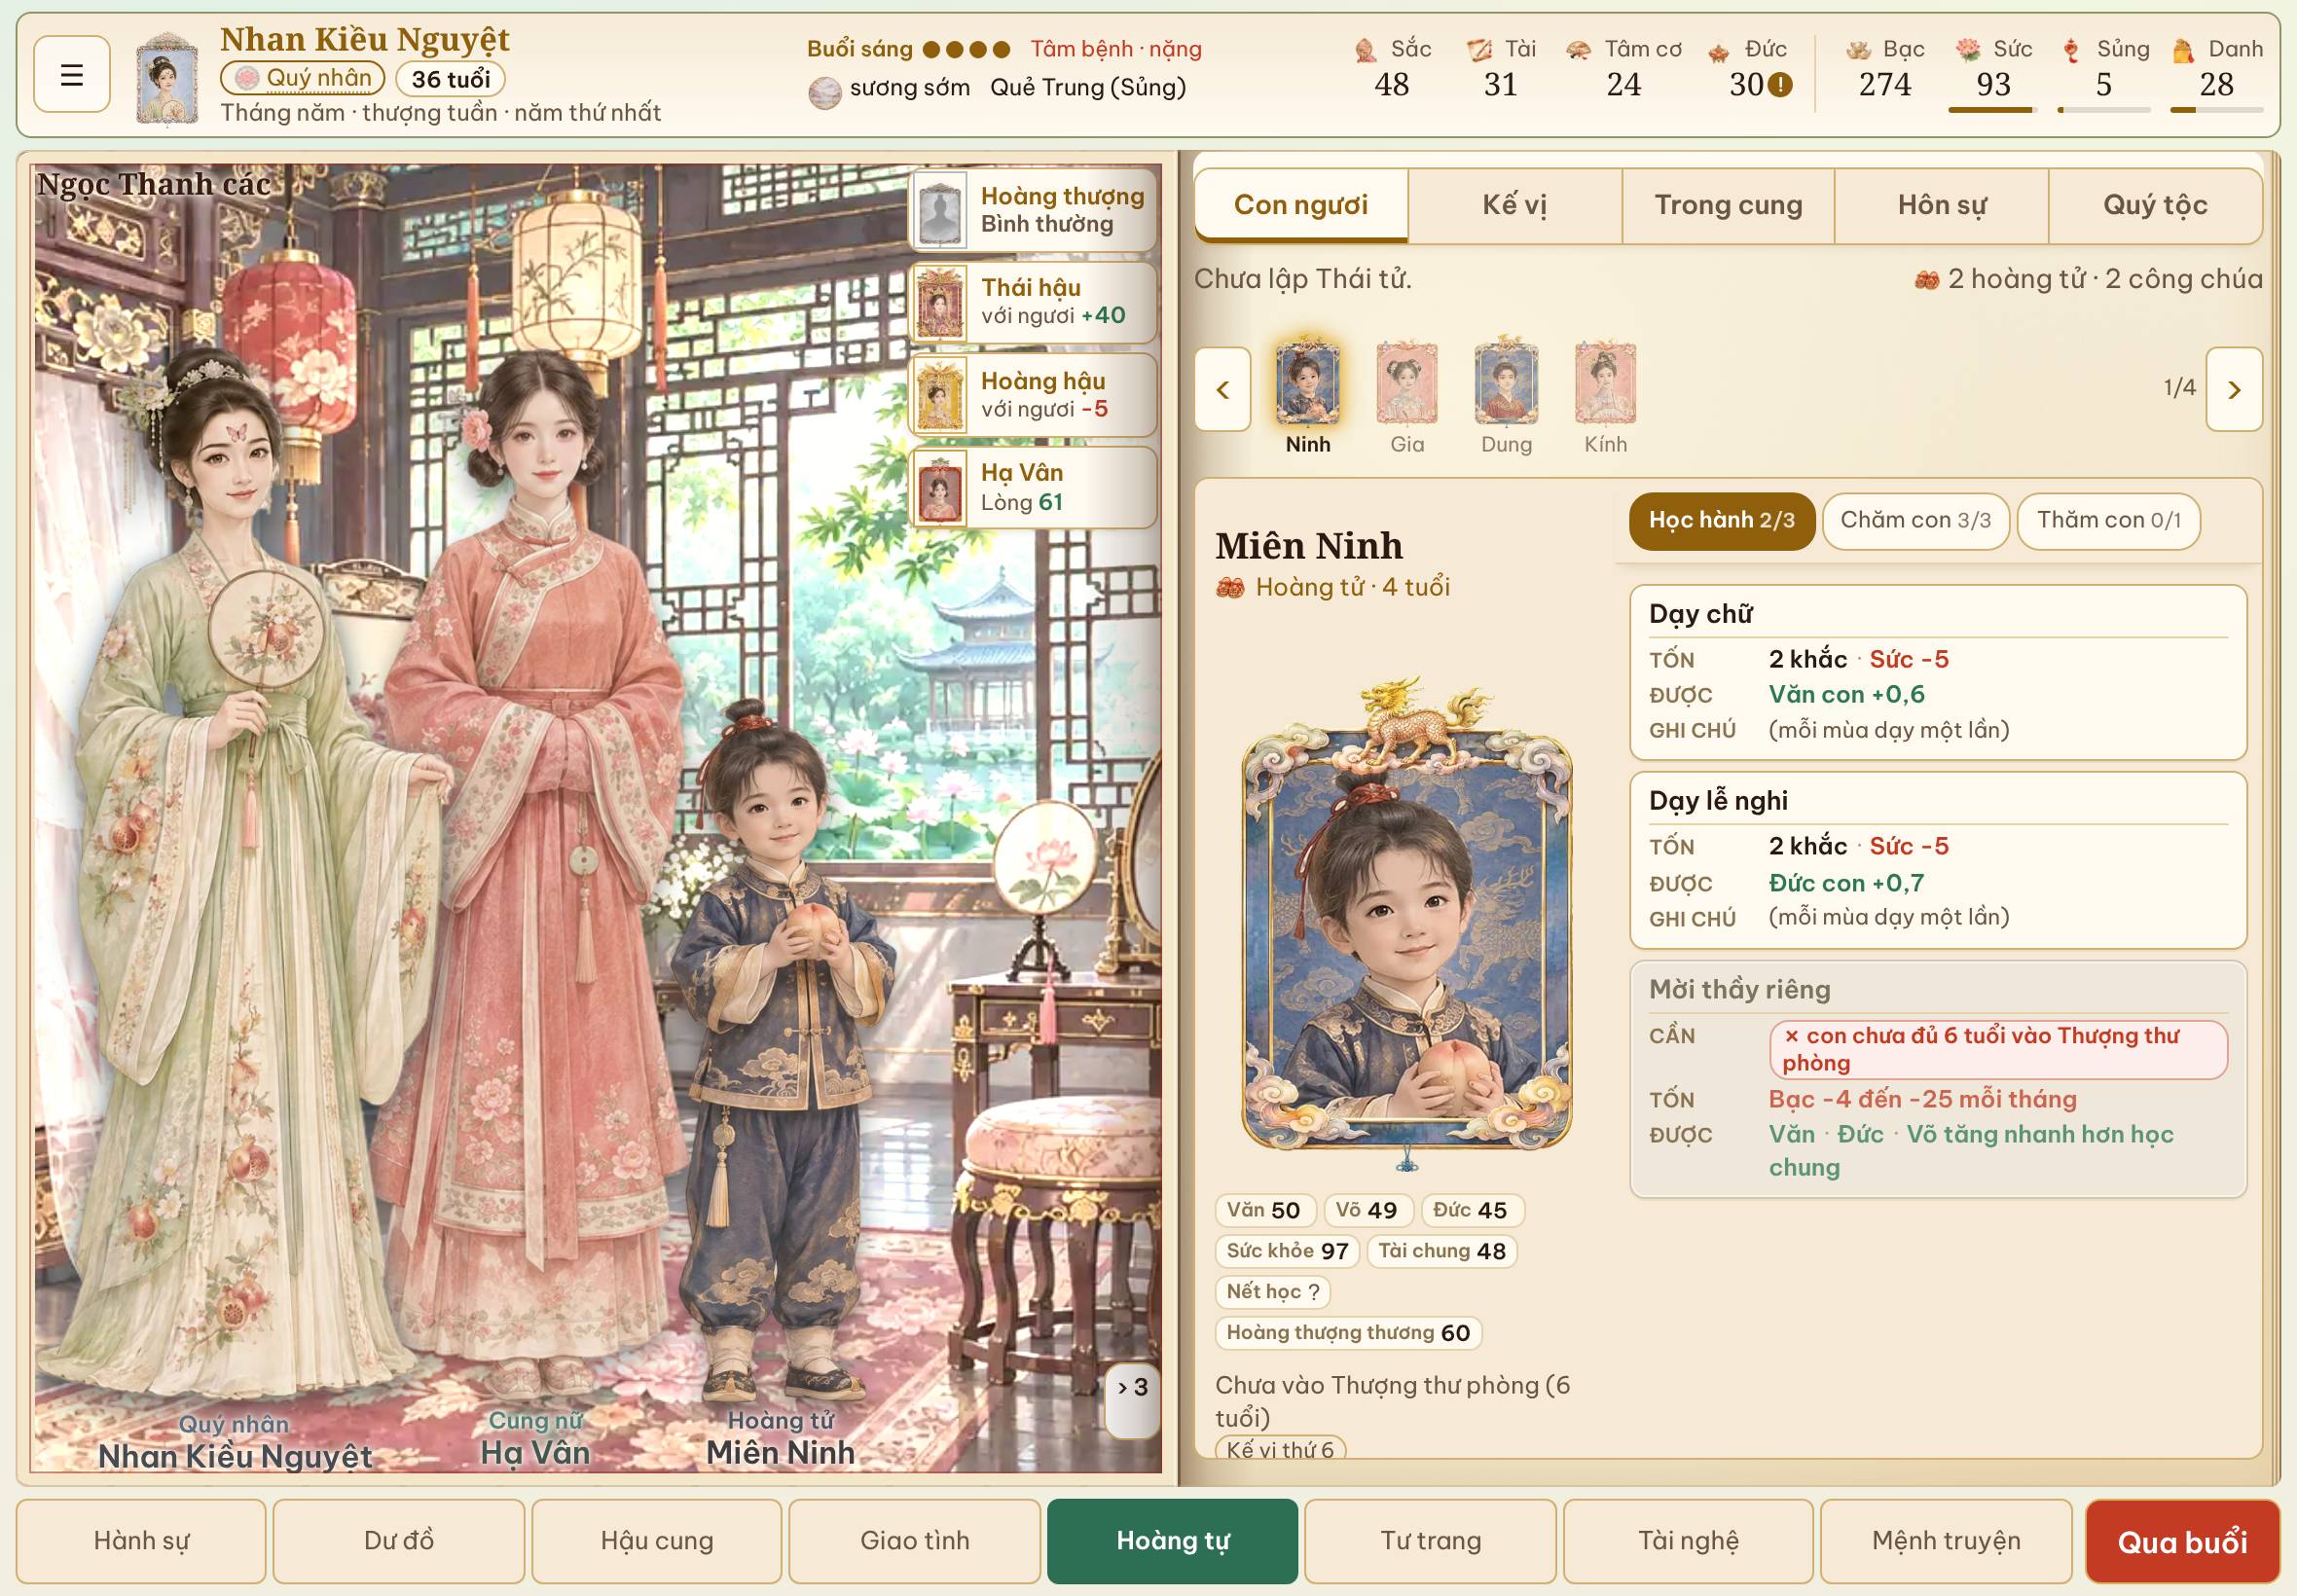 Nhan Kiều Nguyệt
Quý nhân 36 tuổi
Tháng năm · thượng tuần · năm thứ nhất
Buổi sáng Tâm bệnh · nặng
sương sớm Quẻ Trung (Sủng)
Sắc Tài Tâm cơ Đức Bạc Sức Sủng Danh
48 31 24 30 ! 274 93 5 28
Ngọc Thanh các
Hoàng thượng
Bình thường
Thái hậu
với ngươi +40
Hoàng hậu
với ngươi -5
Hạ Vân
Lòng 61
› 3
Quý nhân
Nhan Kiều Nguyệt
Cung nữ
Hạ Vân
Hoàng tử
Miên Ninh
Con ngươi Kế vị Trong cung Hôn sự Quý tộc
Chưa lập Thái tử. 2 hoàng tử · 2 công chúa
‹ 1/4 ›
Ninh Gia Dung Kính
Miên Ninh
Hoàng tử · 4 tuổi
Văn 50 Võ 49 Đức 45
Sức khỏe 97 Tài chung 48
Nết học ?
Hoàng thượng thương 60
Chưa vào Thượng thư phòng (6
tuổi)
Kế vị thứ 6
Học hành 2/3 Chăm con 3/3 Thăm con 0/1
Dạy chữ
TỐN 2 khắc · Sức -5
ĐƯỢC Văn con +0,6
GHI CHÚ (mỗi mùa dạy một lần)
Dạy lễ nghi
TỐN 2 khắc · Sức -5
ĐƯỢC Đức con +0,7
GHI CHÚ (mỗi mùa dạy một lần)
Mời thầy riêng
CẦN × con chưa đủ 6 tuổi vào Thượng thư
phòng
TỐN Bạc -4 đến -25 mỗi tháng
ĐƯỢC Văn · Đức · Võ tăng nhanh hơn học
chung
Hành sự Dư đồ Hậu cung Giao tình Hoàng tự Tư trang Tài nghệ Mệnh truyện Qua buổi